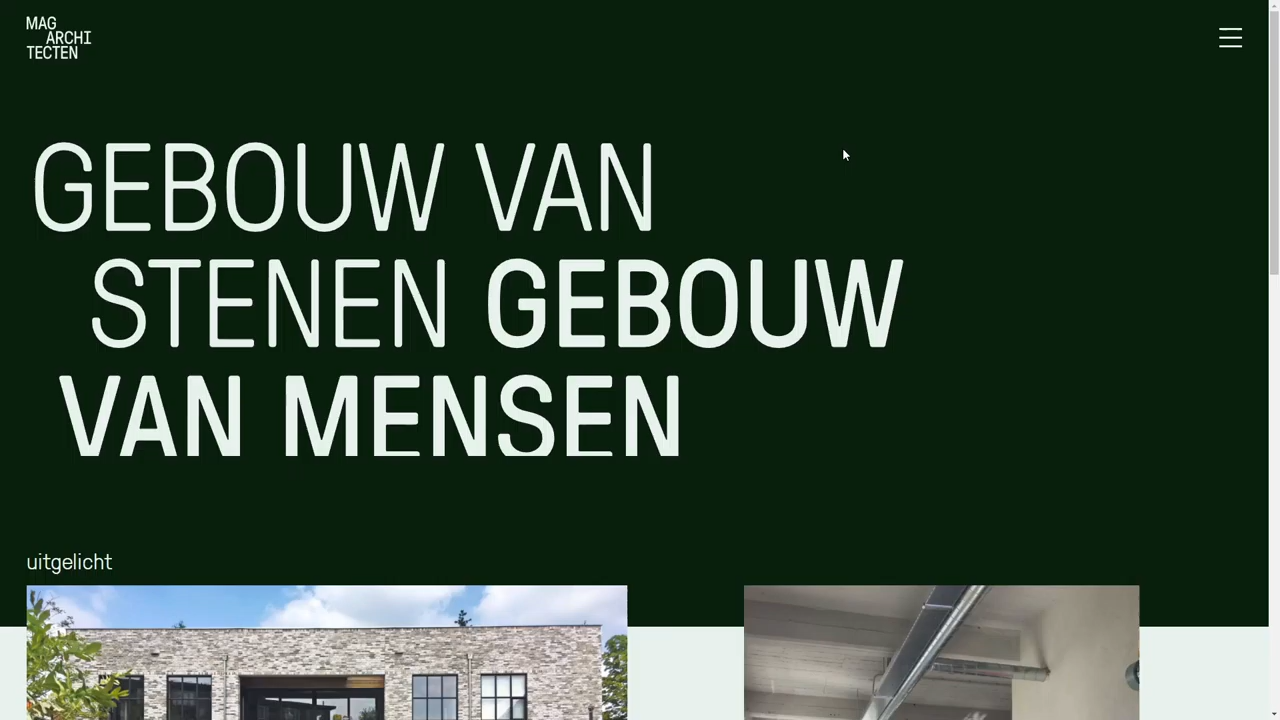 MAG
ARCHI
TECTEN
GEBOUW VAN
STENEN GEBOUW
VAN MENSEN
uitgelicht